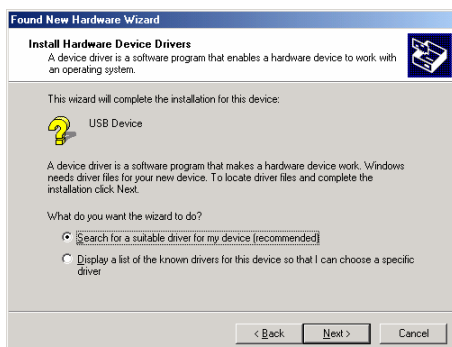 Found New Hardware Wizard
Install Hardware Device Drivers
A device driver is a software program that enables a hardware device to work with
an operating system.
This wizard will complete the installation for this device:
USB Device
A device driver is a software program that makes a hardware device work. Windows
needs driver files for your new device. To locate driver files and complete the
installation click Next.
What do you want the wizard to do?
Search for a suitable driver for my device (recommended)
Display a list of the known drivers for this device so that I can choose a specific
driver
< Back
Next >
Cancel